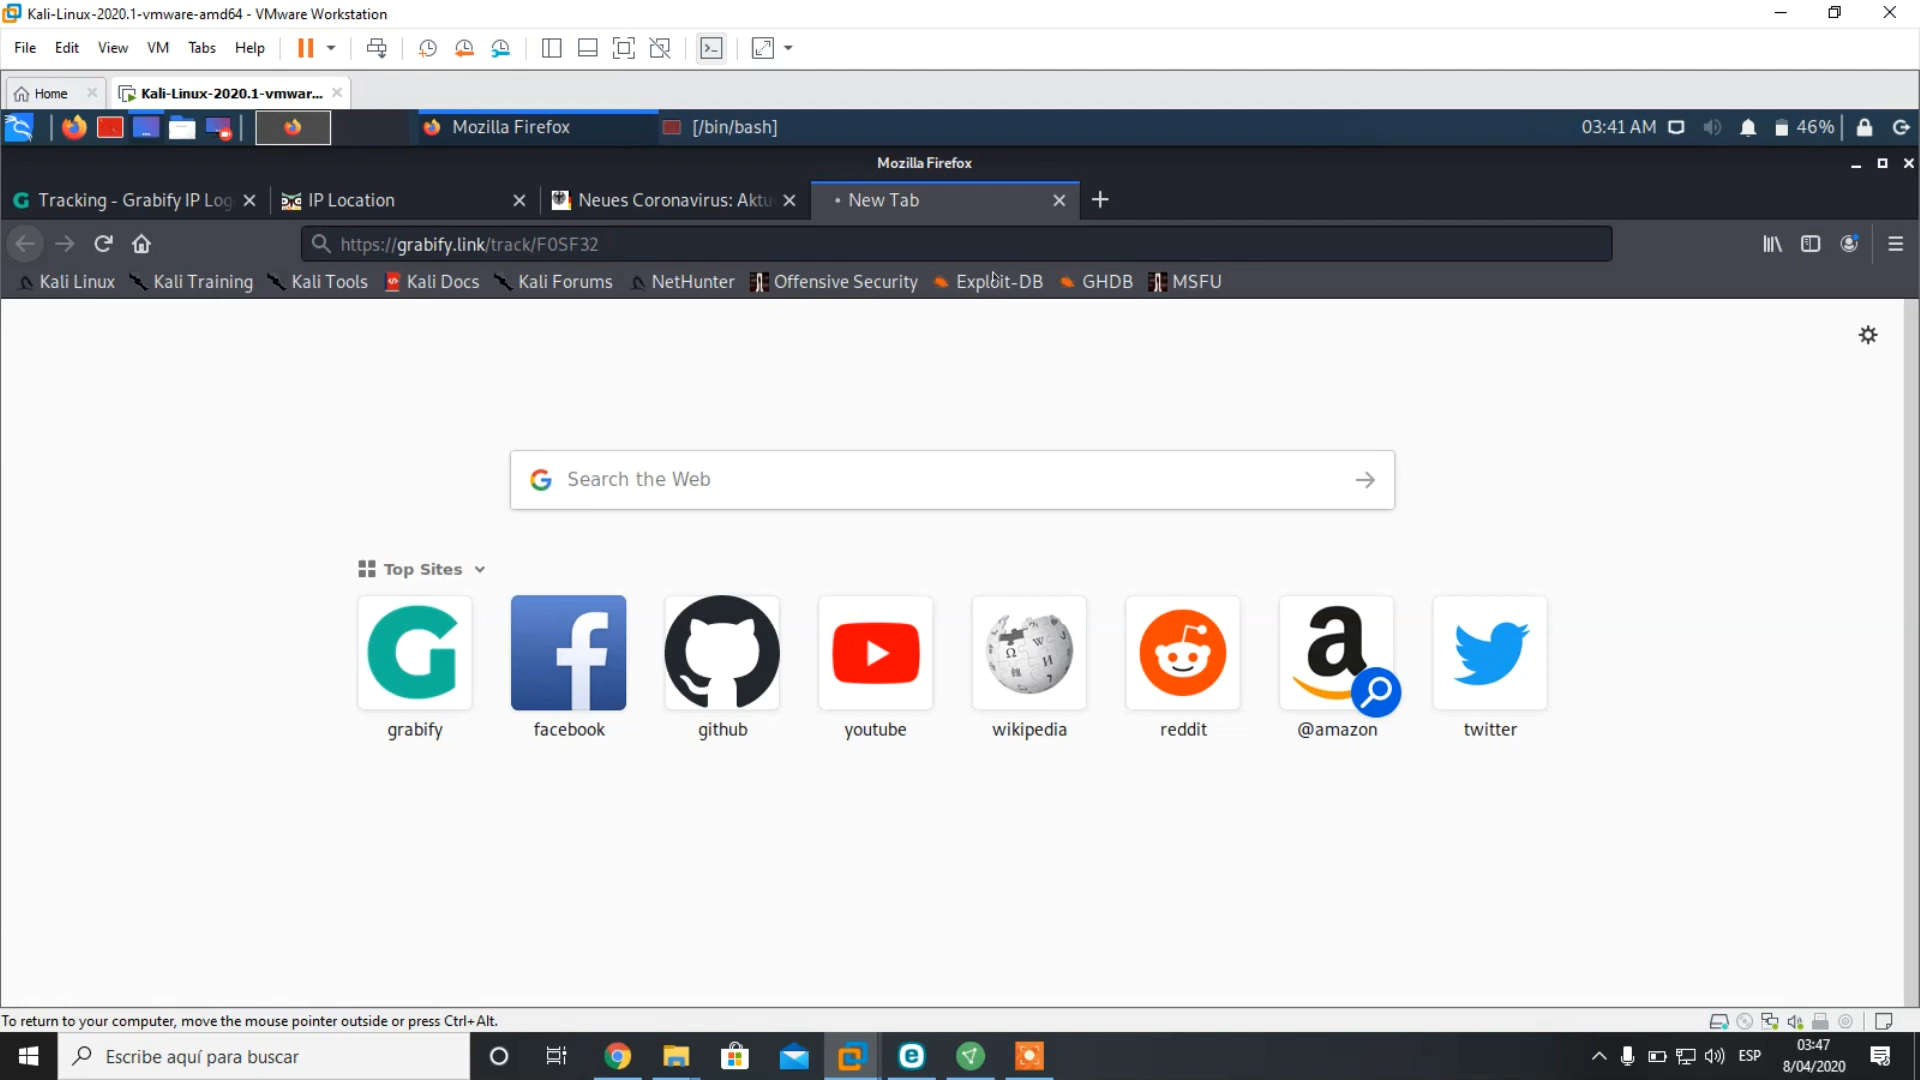 Kali-Linux-2020.1-vmware-amd64 - VMware Workstation
File Edit View VM Tabs Help
Home Kali-Linux-2020.1-vmwar...
Mozilla Firefox [/bin/bash] 03:41 AM 46%
Mozilla Firefox
Tracking - Grabify IP Log IP Location Neues Coronavirus: Aktu New Tab
https://grabify.link/track/F0SF32
Kali Linux Kali Training Kali Tools Kali Docs Kali Forums NetHunter Offensive Security Exploit-DB GHDB MSFU
Search the Web
Top Sites
grabify facebook github youtube wikipedia reddit @amazon twitter
To return to your computer, move the mouse pointer outside or press Ctrl+Alt.
Escribe aquí para buscar
ESP
03:47
8/04/2020